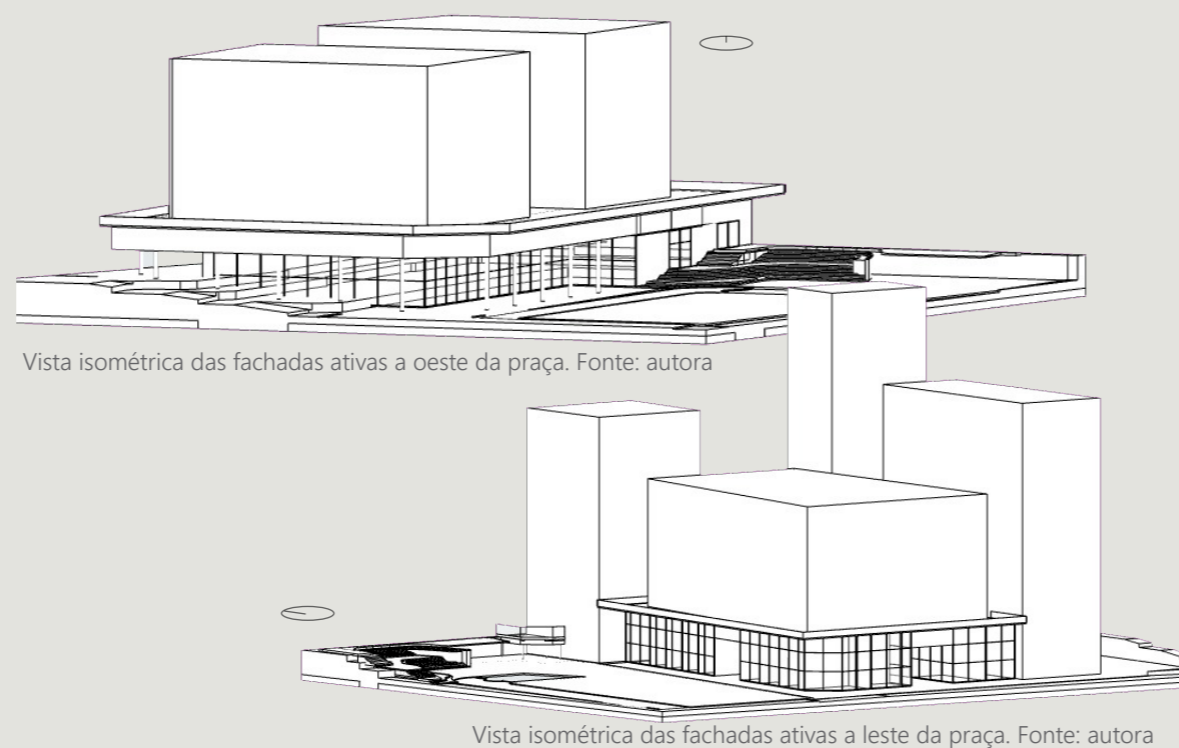 Vista isométrica das fachadas ativas a oeste da praça. Fonte: autora
Vista isométrica das fachadas ativas a leste da praça. Fonte: autora